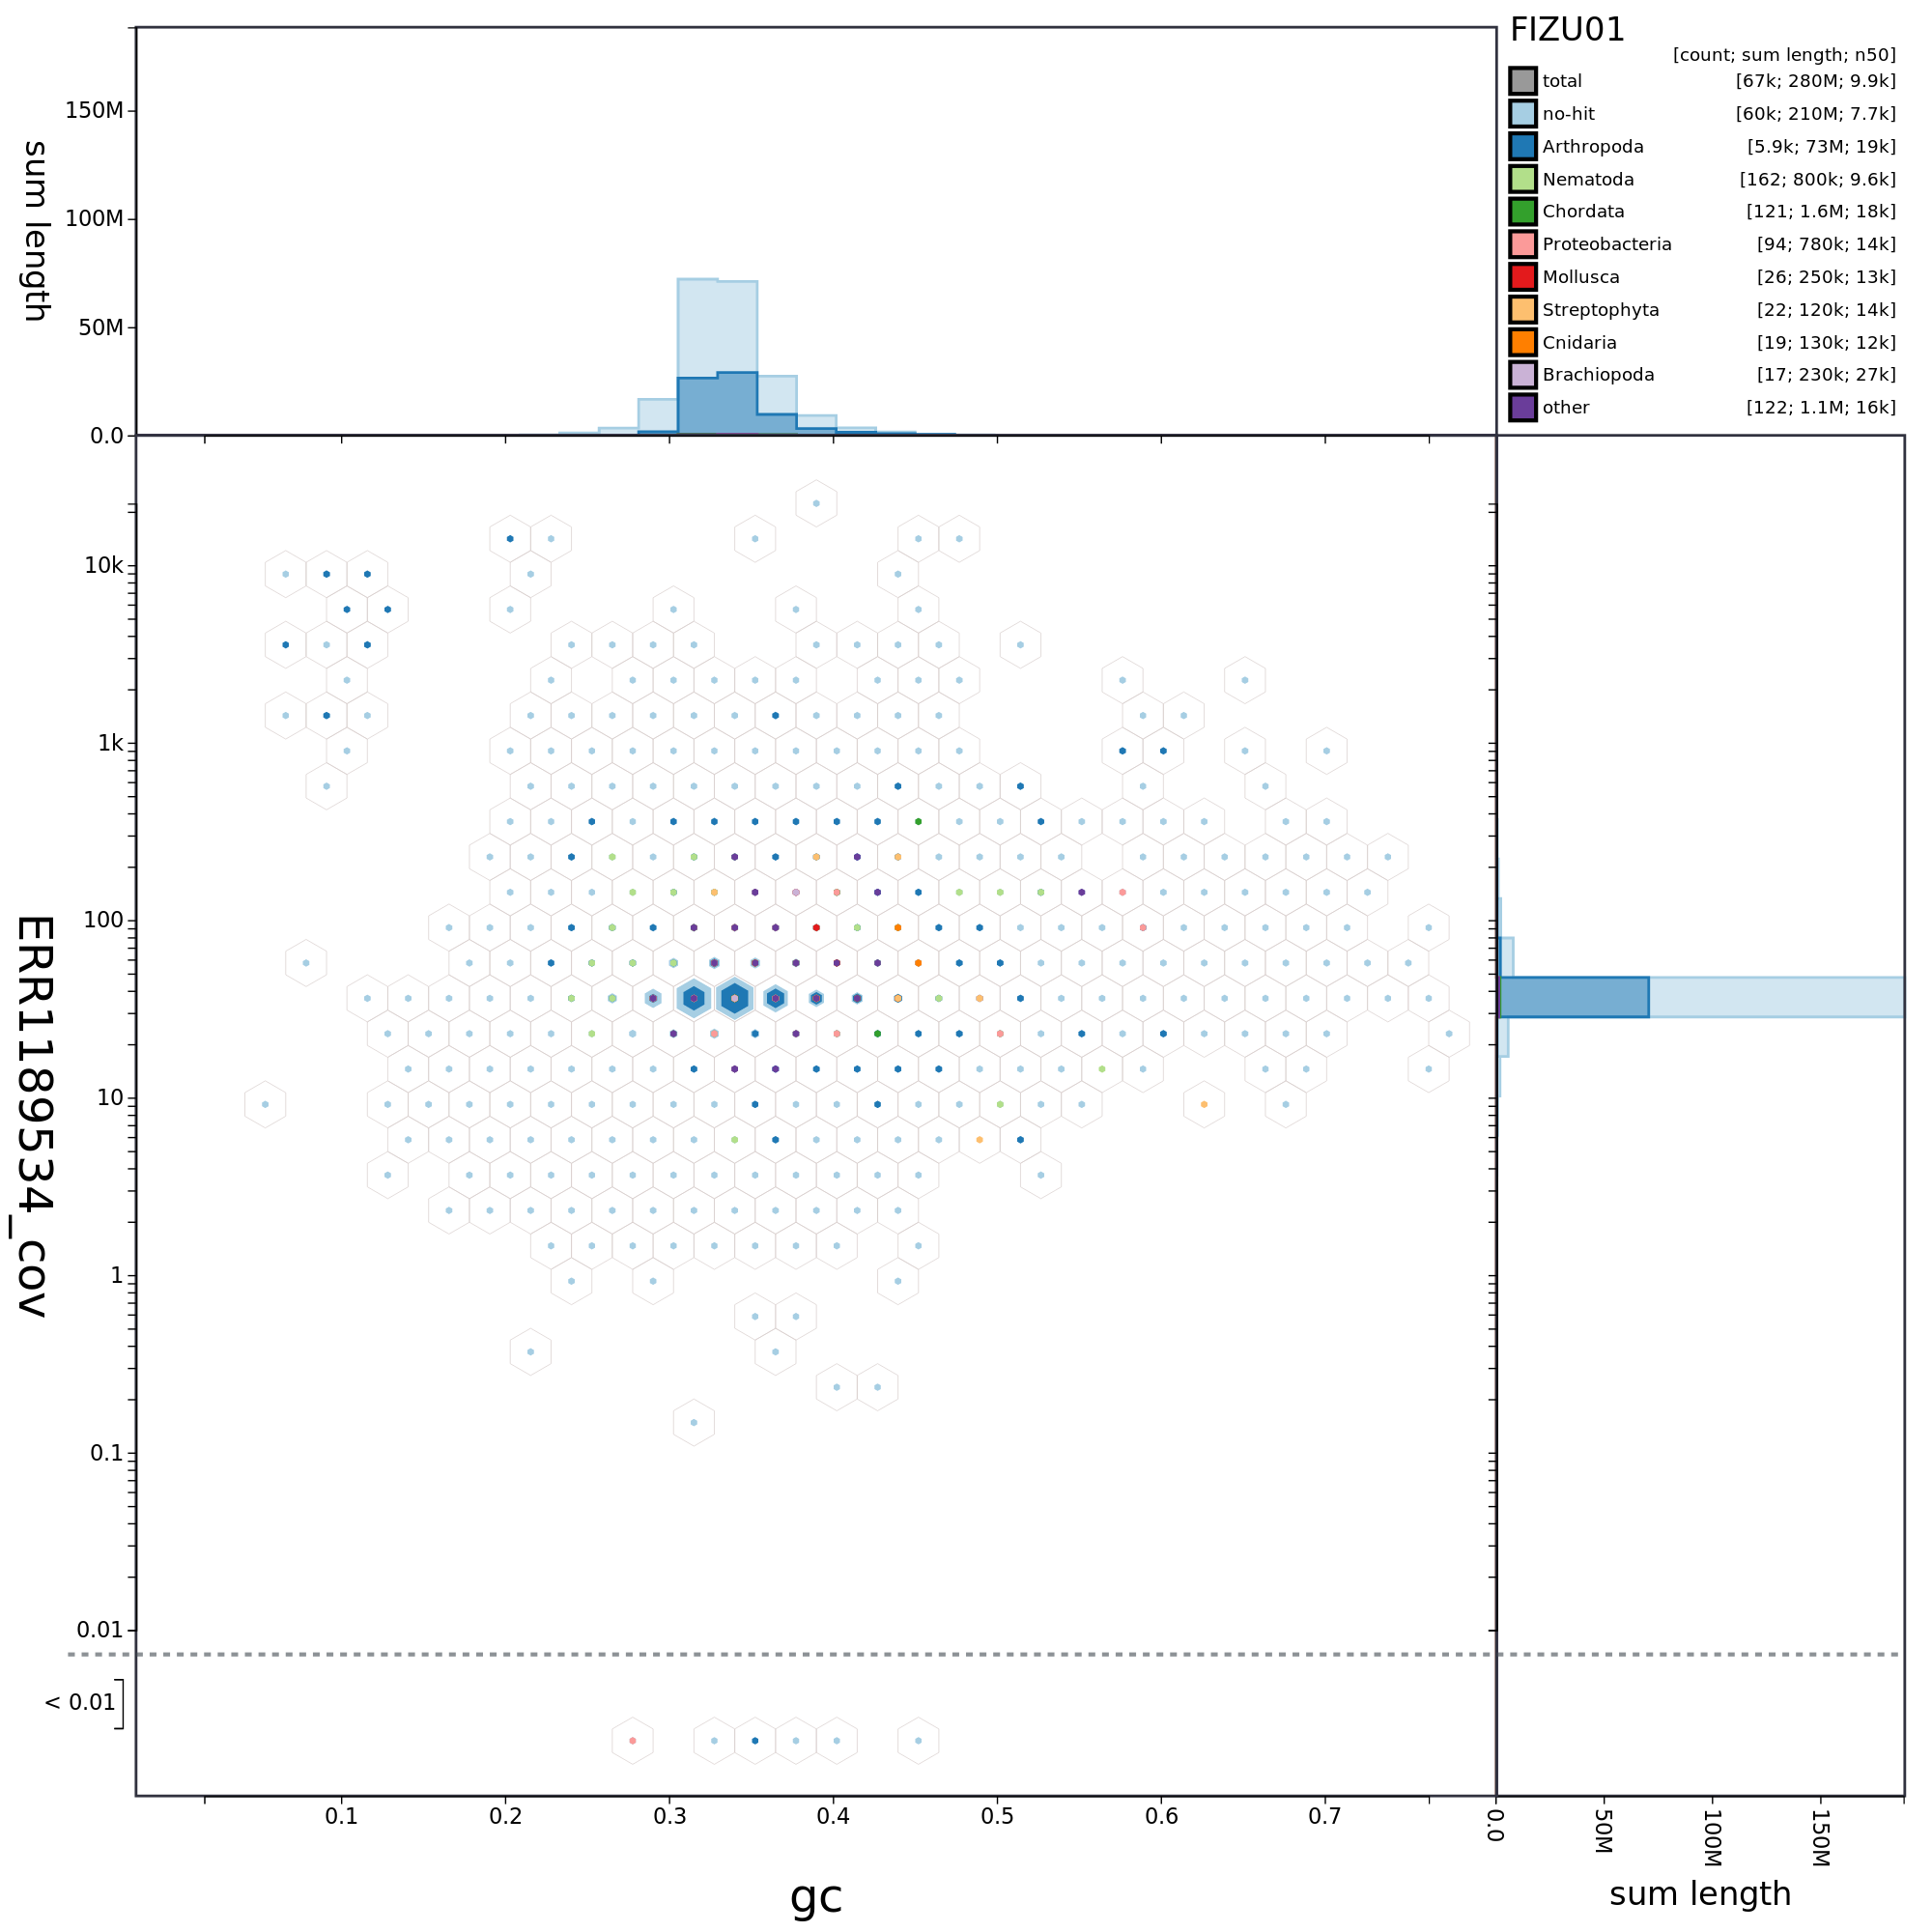 FIZU01
[count; sum length; n50]
total [67k; 280M; 9.9k]
no-hit [60k; 210M; 7.7k]
Arthropoda [5.9k; 73M; 19k]
Nematoda [162; 800k; 9.6k]
Chordata [121; 1.6M; 18k]
Proteobacteria [94; 780k; 14k]
Mollusca [26; 250k; 13k]
Streptophyta [22; 120k; 14k]
Cnidaria [19; 130k; 12k]
Brachiopoda [17; 230k; 27k]
other [122; 1.1M; 16k]
sum length
150M
100M
50M
0.0
ERR1189534_cov
10k
1k
100
10
1
0.1
0.01
< 0.01
0.1 0.2 0.3 0.4 0.5 0.6 0.7
gc
0.0 50M 100M 150M
sum length